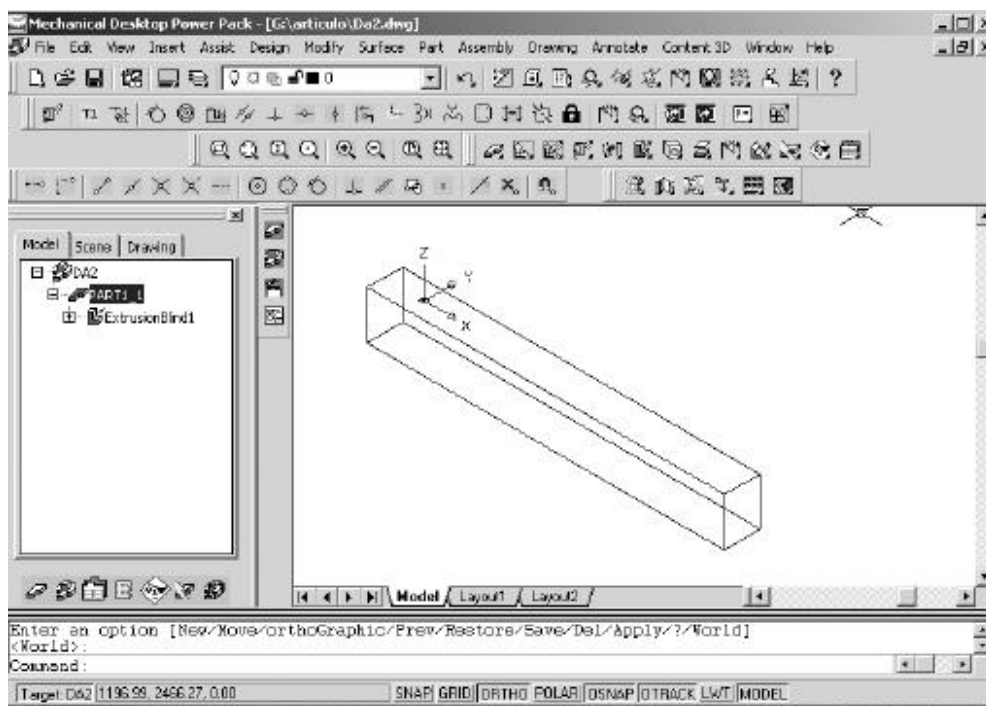 Mechanical Desktop Power Pack - [G:\articulo\Da2.dwg]
File Edit View Insert Assist Design Modify Surface Part Assembly Drawing Annotate Content 3D Window Help
0
?
Model Scene Drawing
DA2
PART1_1
ExtrusionBlind1
Z
Y
X
Model Layout1 Layout2
Enter an option [New/Move/orthoGraphic/Prev/Restore/Save/Del/Apply/?/World]
<World>:
Command:
Target: DA2 1196.99, 2466.27, 0.00 SNAP GRID ORTHO POLAR OSNAP OTRACK LWT MODEL